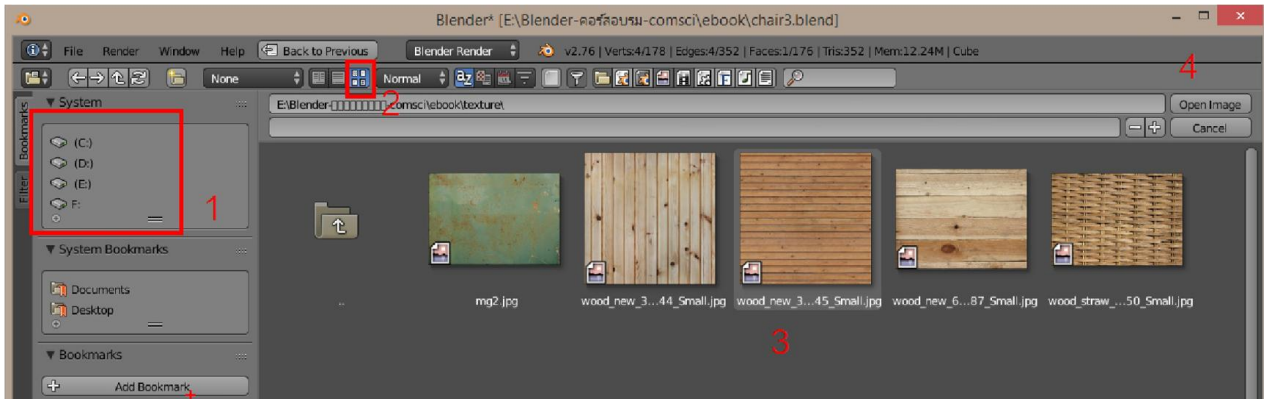 Blender* [E:\Blender-คอร์สอบรม-comsci\ebook\chair3.blend]
File Render Window Help Back to Previous Blender Render v2.76 | Verts:4/178 | Edges:4/352 | Faces:1/176 | Tris:352 | Mem:12.24M | Cube
4
None Normal
2
Bookmarks
Filter
System
(C:)
(D:)
(E:)
F:
1
System Bookmarks
Documents
Desktop
Bookmarks
Add Bookmark
E:\Blender-▯▯▯▯▯▯▯▯▯-comsci\ebook\texture\
Open Image
Cancel
..
mg2.jpg
wood_new_3...44_Small.jpg
wood_new_3...45_Small.jpg
wood_new_6...87_Small.jpg
wood_straw_...50_Small.jpg
3